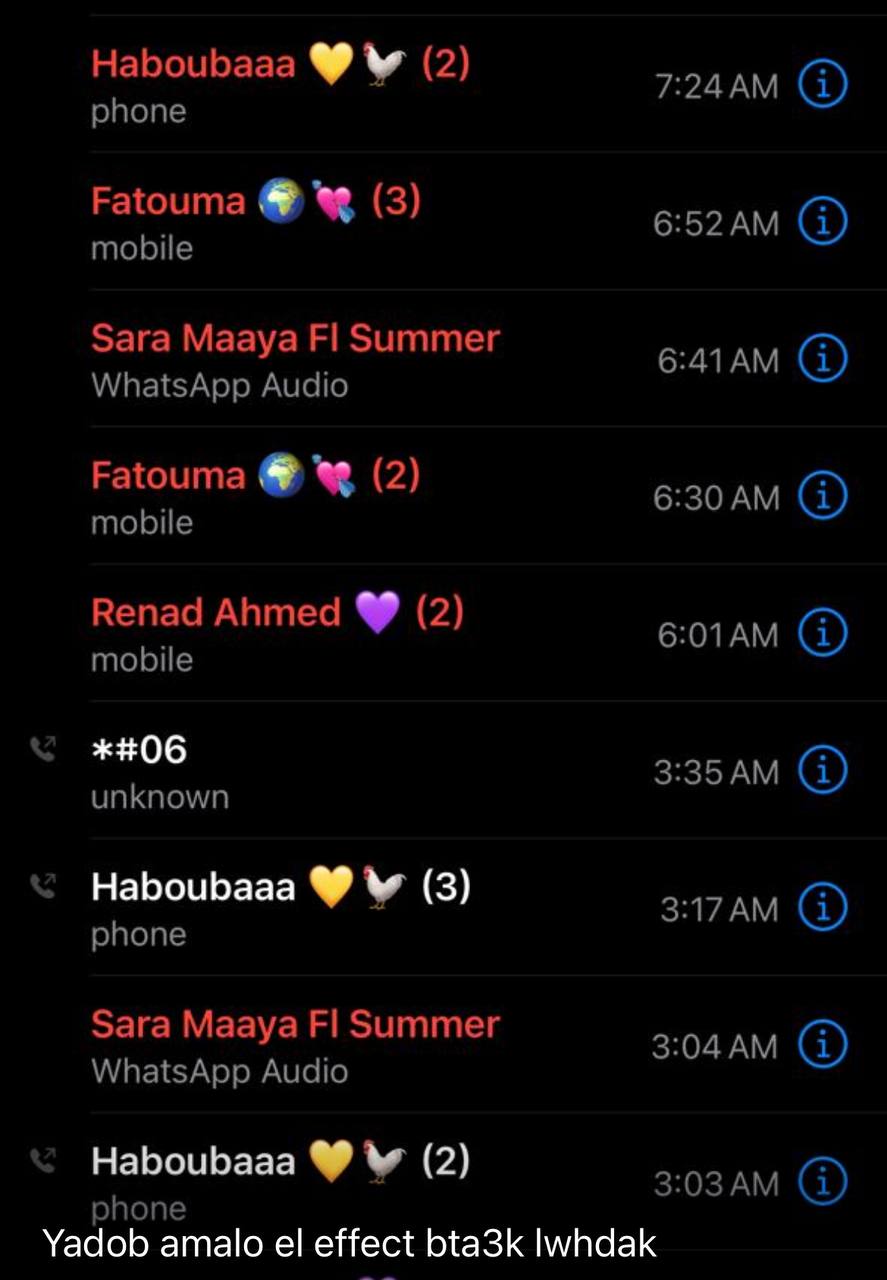 Haboubaaa 💛🐓 (2)
7:24 AM
phone
Fatouma 🌍💘 (3)
6:52 AM
mobile
Sara Maaya Fl Summer
6:41 AM
WhatsApp Audio
Fatouma 🌍💘 (2)
6:30 AM
mobile
Renad Ahmed 💜 (2)
6:01 AM
mobile
*#06
3:35 AM
unknown
Haboubaaa 💛🐓 (3)
3:17 AM
phone
Sara Maaya Fl Summer
3:04 AM
WhatsApp Audio
Haboubaaa 💛🐓 (2)
3:03 AM
phone
Yadob amalo el effect bta3k lwhdak